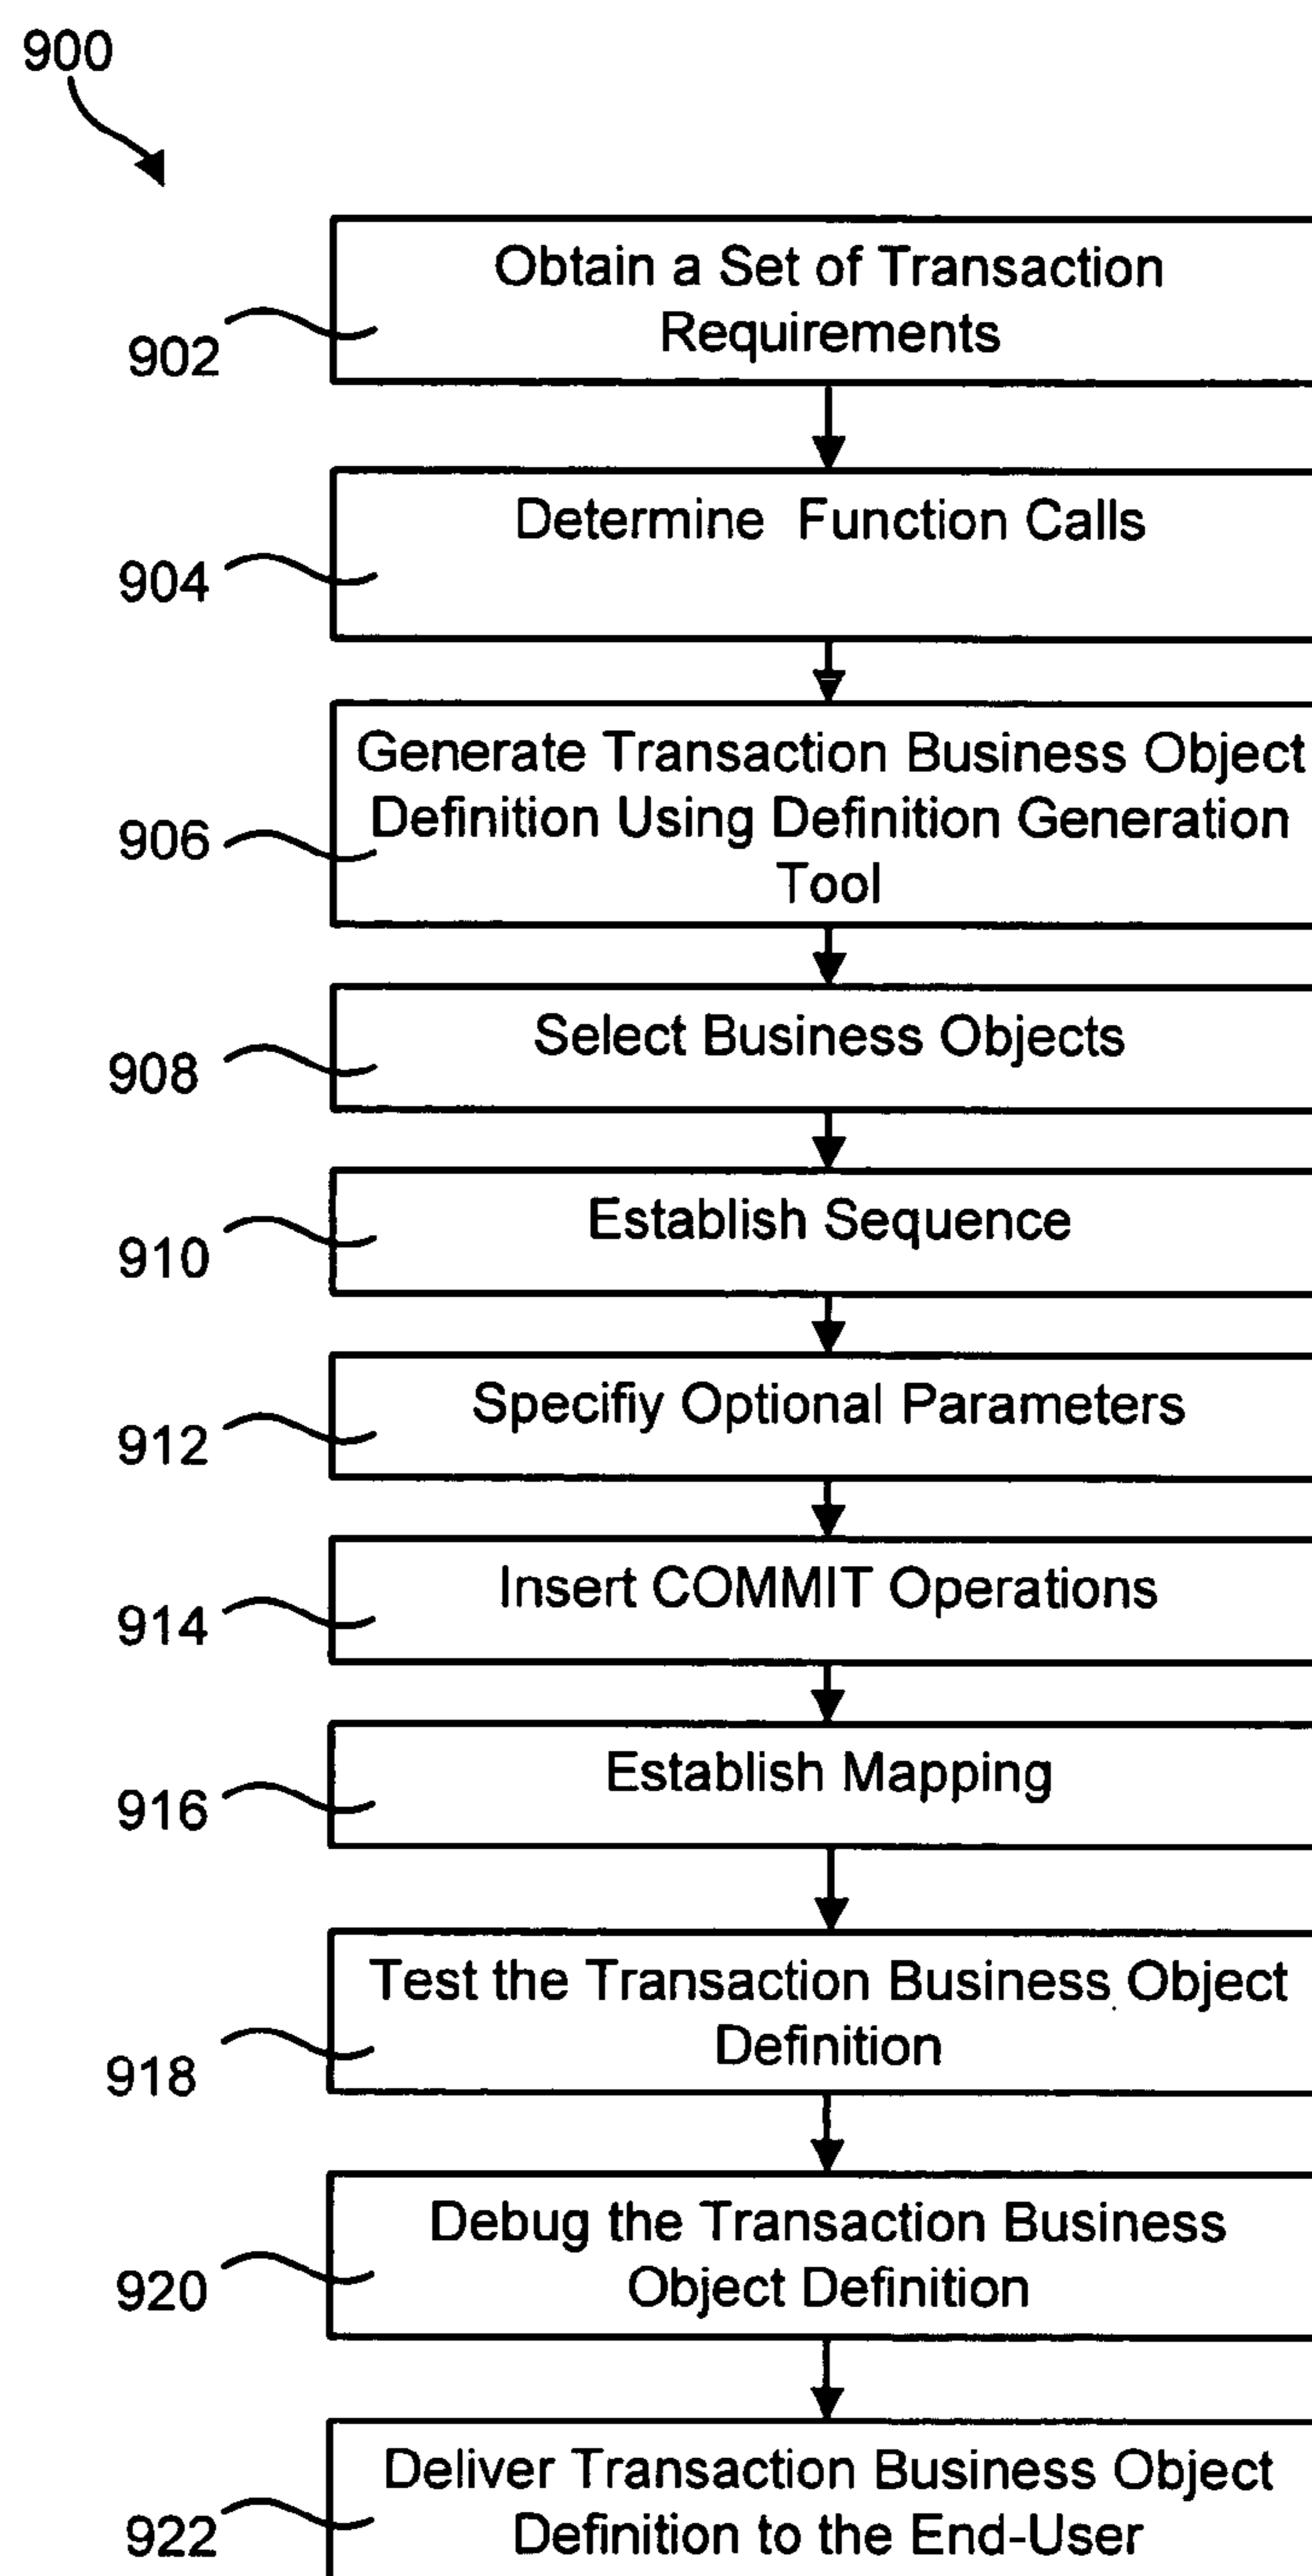 900
Obtain a Set of Transaction
Requirements
902
Determine Function Calls
904
Generate Transaction Business Object
Definition Using Definition Generation
Tool
906
Select Business Objects
908
Establish Sequence
910
Specifiy Optional Parameters
912
Insert COMMIT Operations
914
Establish Mapping
916
Test the Transaction Business Object
Definition
918
Debug the Transaction Business
Object Definition
920
Deliver Transaction Business Object
Definition to the End-User
922